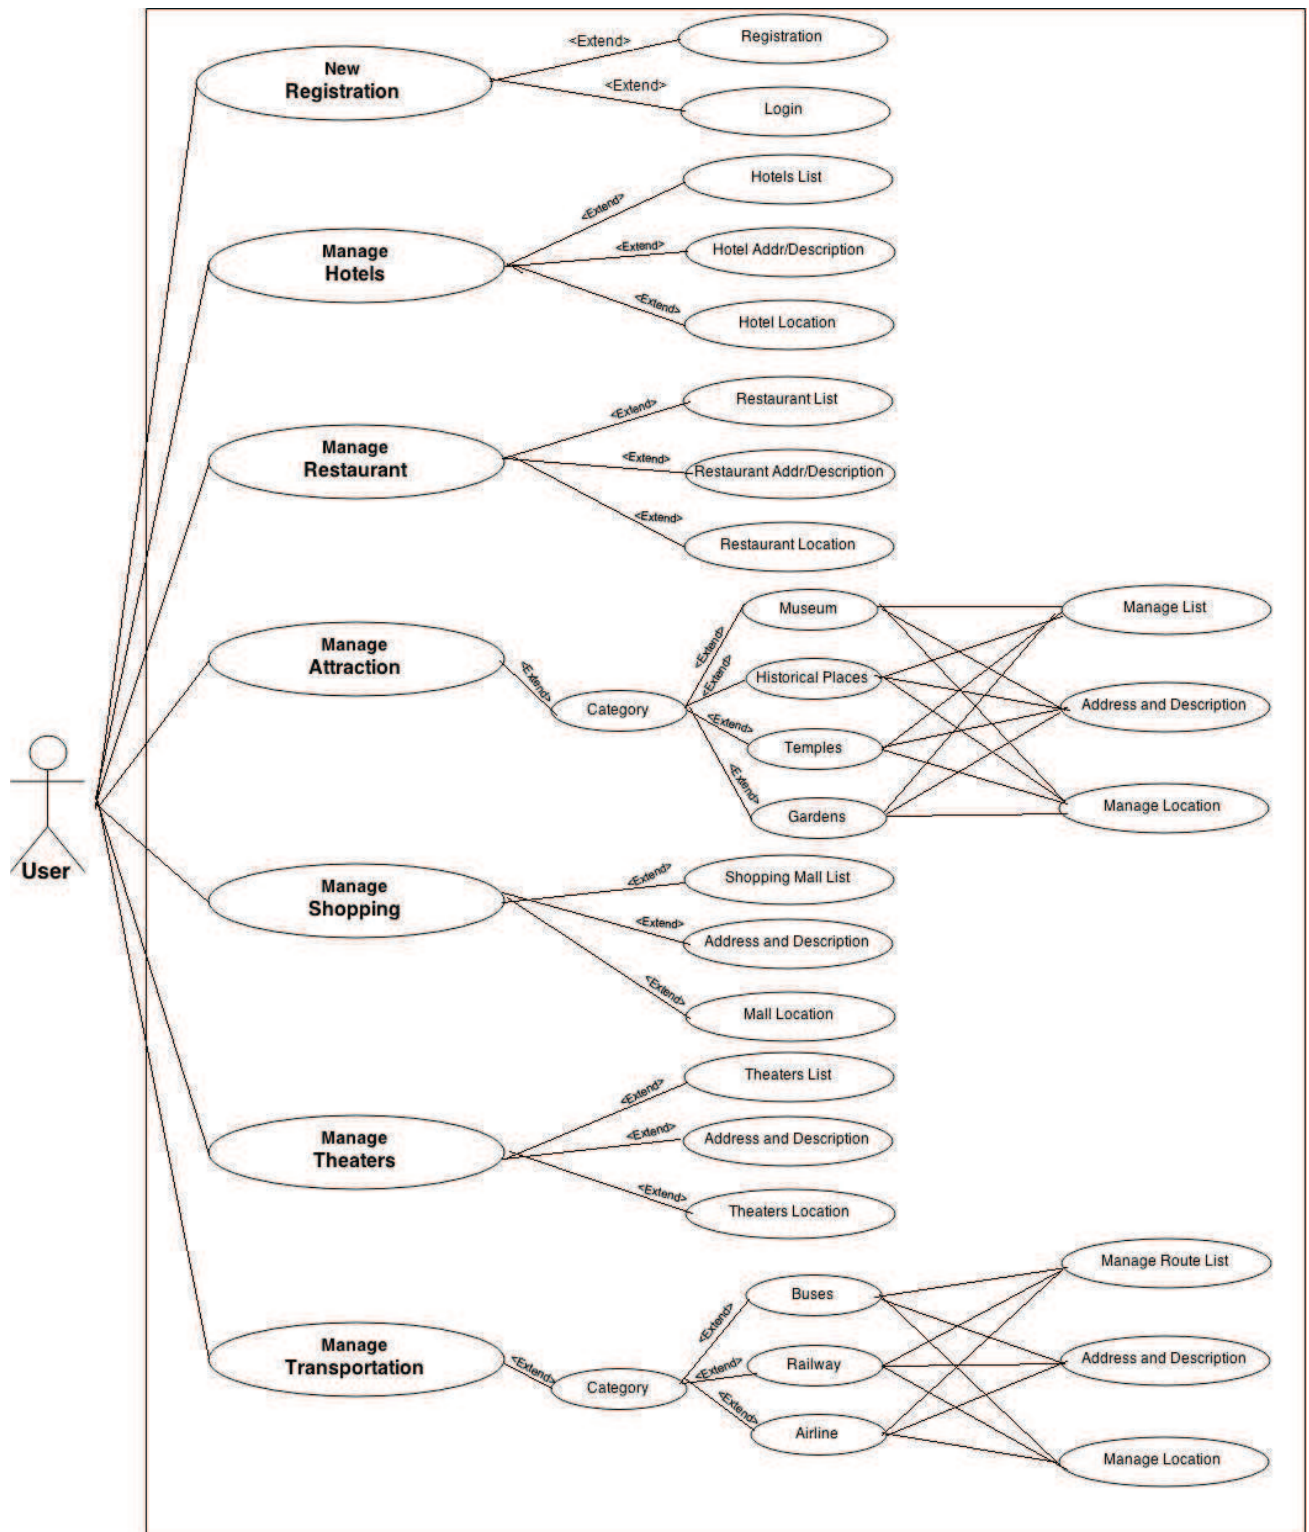 <Extend>
Registration
New
Registration
<Extend>
Login
Hotels List
<Extend>
Manage
Hotels
<Extend>
Hotel Addr/Description
<Extend>
Hotel Location
Restaurant List
<Extend>
Manage
Restaurant
<Extend>
Restaurant Addr/Description
<Extend>
Restaurant Location
Manage
Attraction
<Extend>
Category
<Extend>
Museum
<Extend>
Historical Places
<Extend>
Temples
<Extend>
Gardens
Manage List
Address and Description
Manage Location
User
Manage
Shopping
<Extend>
Shopping Mall List
<Extend>
Address and Description
<Extend>
Mall Location
Manage
Theaters
<Extend>
Theaters List
<Extend>
Address and Description
<Extend>
Theaters Location
Manage
Transportation
<Extend>
Category
<Extend>
Buses
<Extend>
Railway
<Extend>
Airline
Manage Route List
Address and Description
Manage Location